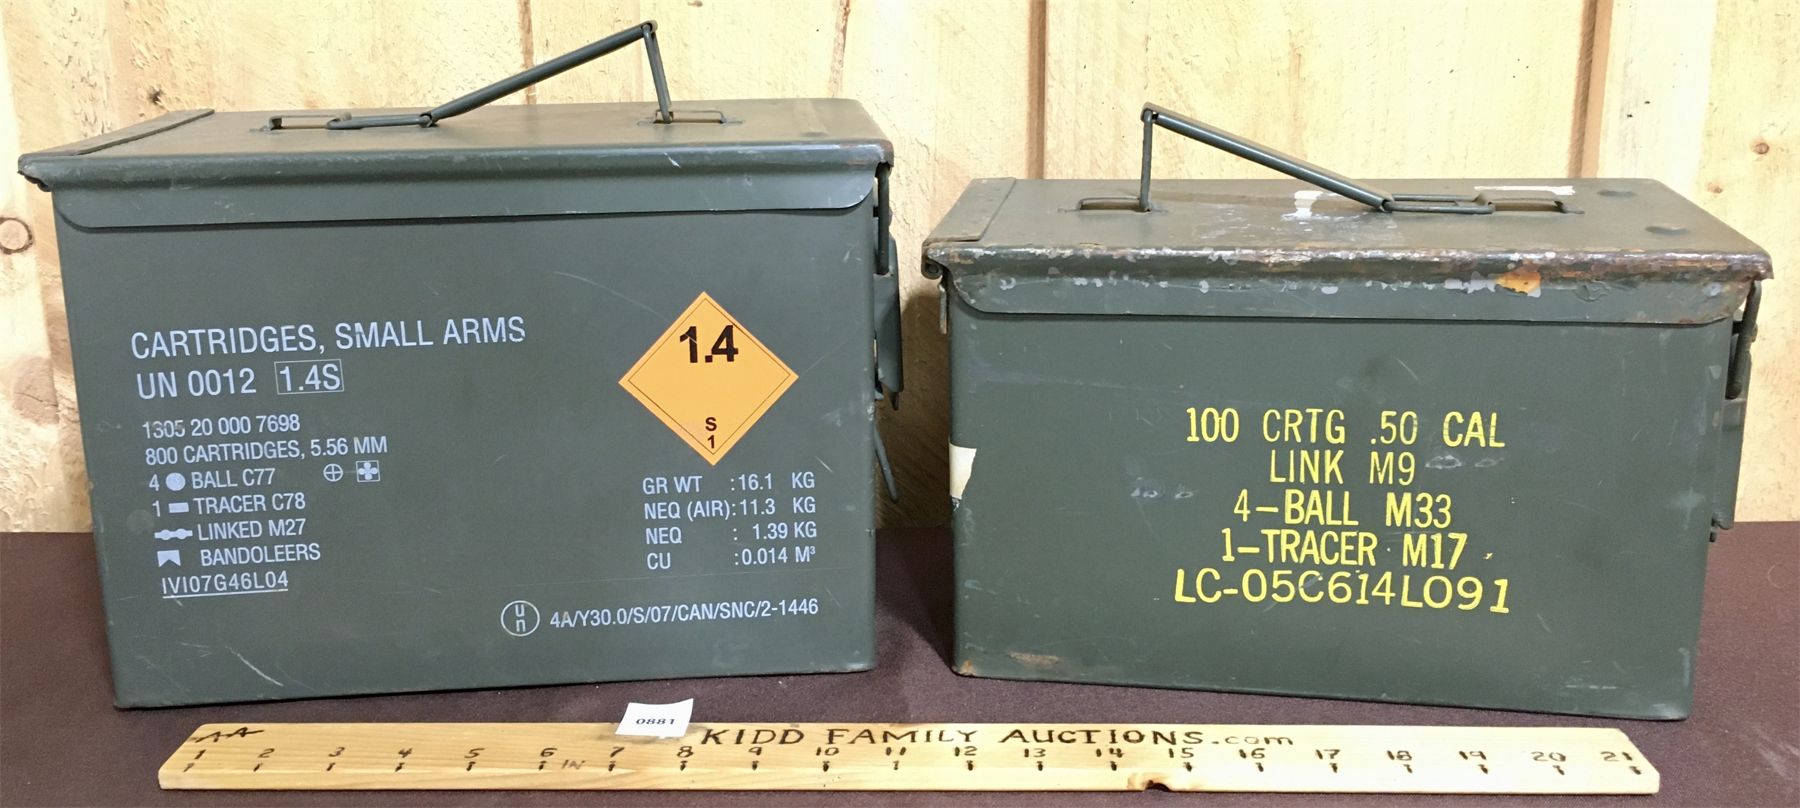 CARTRIDGES, SMALL ARMS
UN 0012 1.4S
1305 20 000 7698
800 CARTRIDGES, 5.56 MM
4 BALL C77
1 TRACER C78
LINKED M27
BANDOLEERS
IVI07G46L04
1.4
S
1
GR WT : 16.1 KG
NEQ (AIR): 11.3 KG
NEQ : 1.39 KG
CU : 0.014 M³
un 4A/Y30.0/S/07/CAN/SNC/2-1446
100 CRTG .50 CAL
LINK M9
4-BALL M33
1-TRACER M17
LC-05C614L091
0881
AA KIDD FAMILY AUCTIONS.com
1 2 3 4 5 6 7 8 9 10 11 12 13 14 15 16 17 18 19 20 21
IN